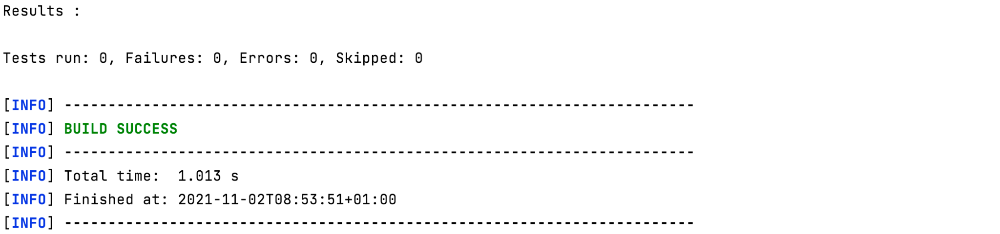 Results :
Tests run: 0, Failures: 0, Errors: 0, Skipped: 0
[INFO] ------------------------------------------------------------------------
[INFO] BUILD SUCCESS
[INFO] ------------------------------------------------------------------------
[INFO] Total time:  1.013 s
[INFO] Finished at: 2021-11-02T08:53:51+01:00
[INFO] ------------------------------------------------------------------------